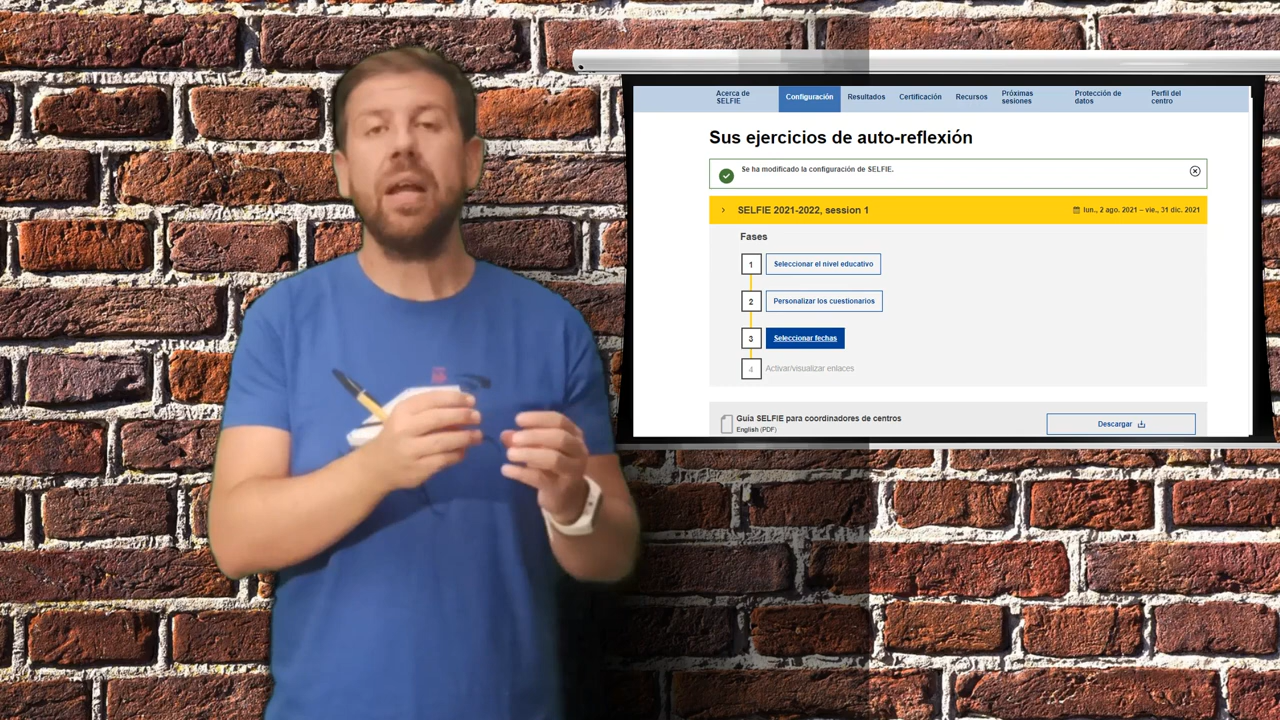 Acerca de
SELFIE
Configuración
Resultados
Certificación
Recursos
Próximas
sesiones
Protección de
datos
Perfil del
centro
Sus ejercicios de auto-reflexión
Se ha modificado la configuración de SELFIE.
SELFIE 2021-2022, session 1
lun., 2 ago. 2021 – vie., 31 dic. 2021
Fases
1 Seleccionar el nivel educativo
2 Personalizar los cuestionarios
3 Seleccionar fechas
4 Activar/visualizar enlaces
Guía SELFIE para coordinadores de centros
English (PDF)
Descargar